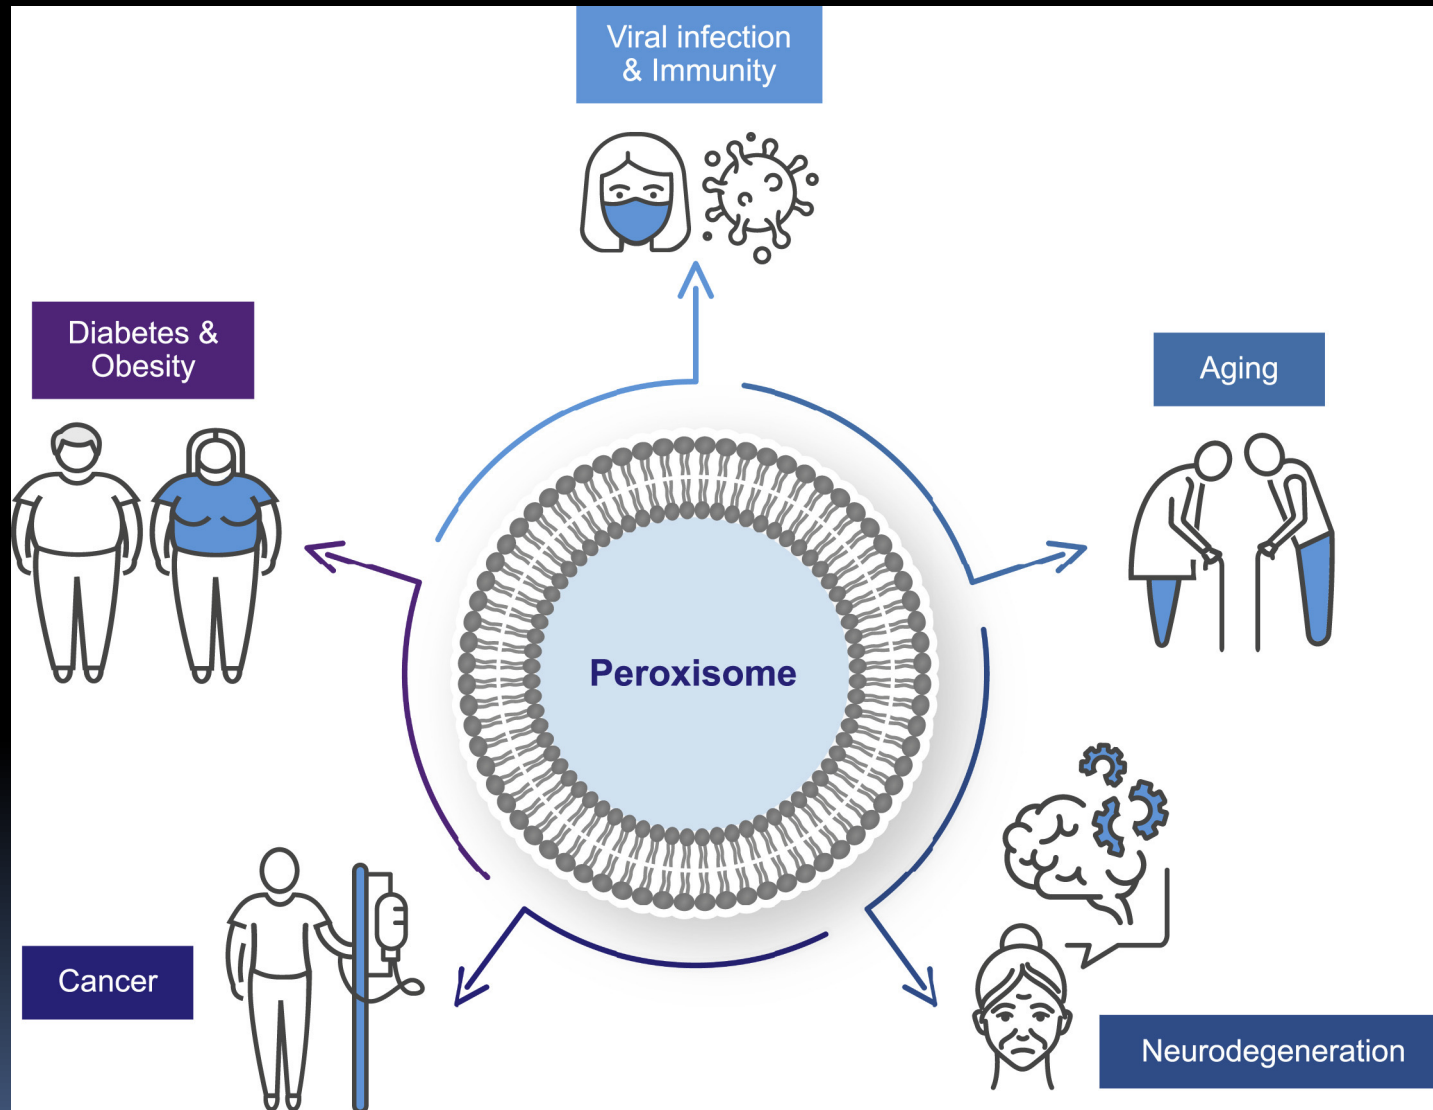 Viral infection
& Immunity
Diabetes &
Obesity
Aging
Peroxisome
Cancer
Neurodegeneration